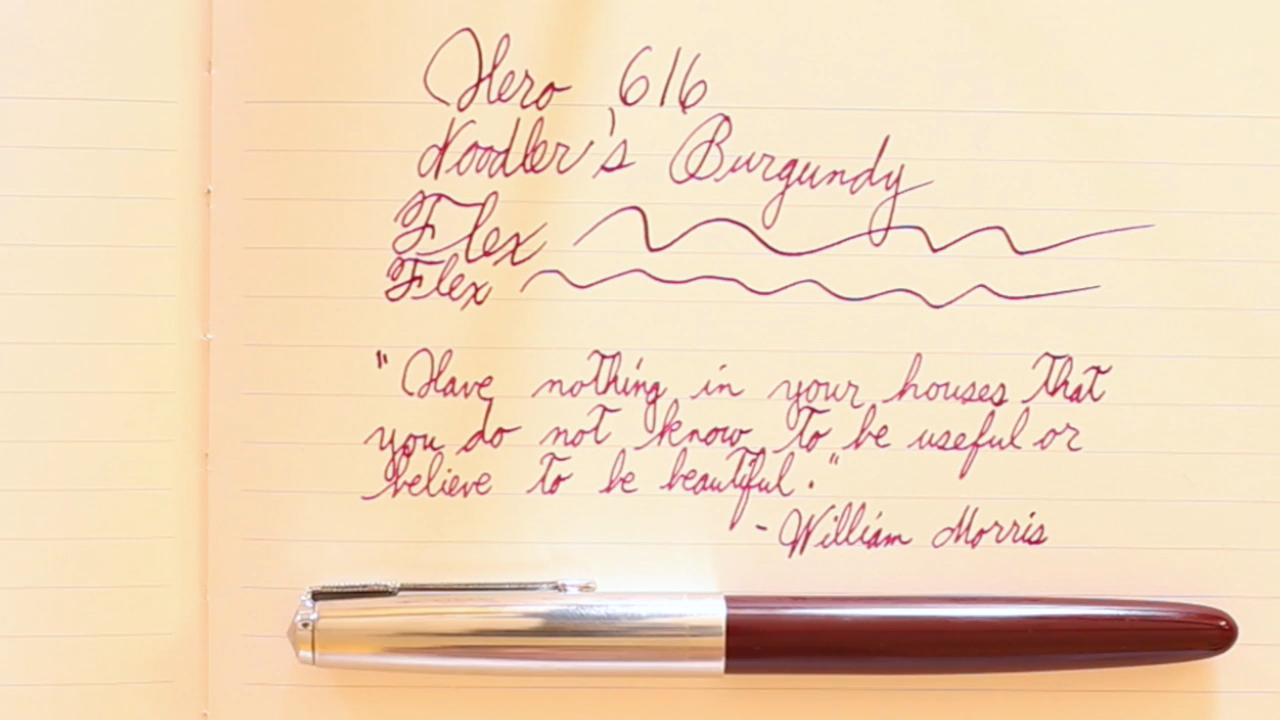 Hero 616
Noodler's Burgundy
Flex
Flex
"Have nothing in your houses that
you do not know to be useful or
believe to be beautiful."
- William Morris